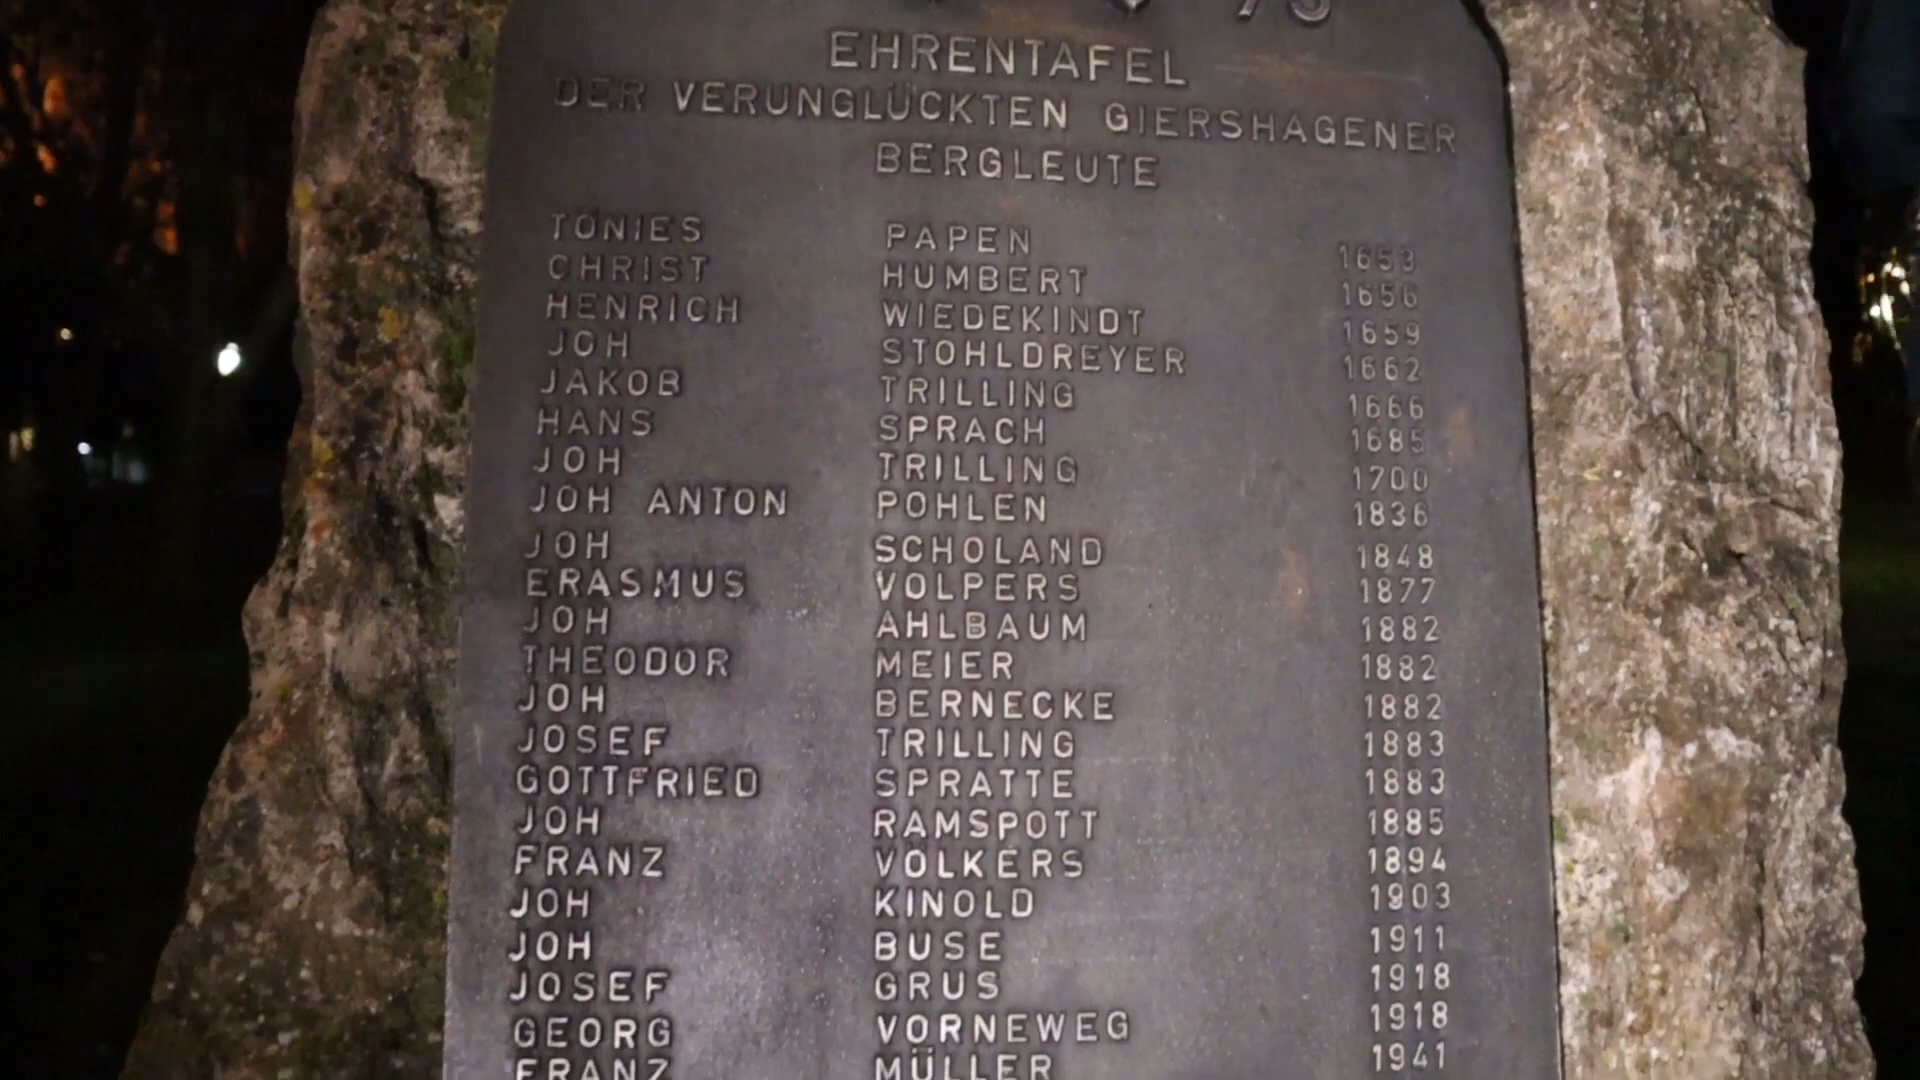 75
EHRENTAFEL
DER VERUNGLÜCKTEN GIERSHAGENER
BERGLEUTE
TÖNIES PAPEN 1653
CHRIST HUMBERT 1656
HENRICH WIEDEKINDT 1659
JOH STOHLDREYER 1662
JAKOB TRILLING 1666
HANS SPRACH 1685
JOH TRILLING 1700
JOH ANTON POHLEN 1836
JOH SCHOLAND 1848
ERASMUS VOLPERS 1877
JOH AHLBAUM 1882
THEODOR MEIER 1882
JOH BERNECKE 1882
JOSEF TRILLING 1883
GOTTFRIED SPRATTE 1883
JOH RAMSPOTT 1885
FRANZ VOLKERS 1894
JOH KINOLD 1903
JOH BUSE 1911
JOSEF GRUS 1918
GEORG VORNEWEG 1918
FRANZ MÜLLER 1941